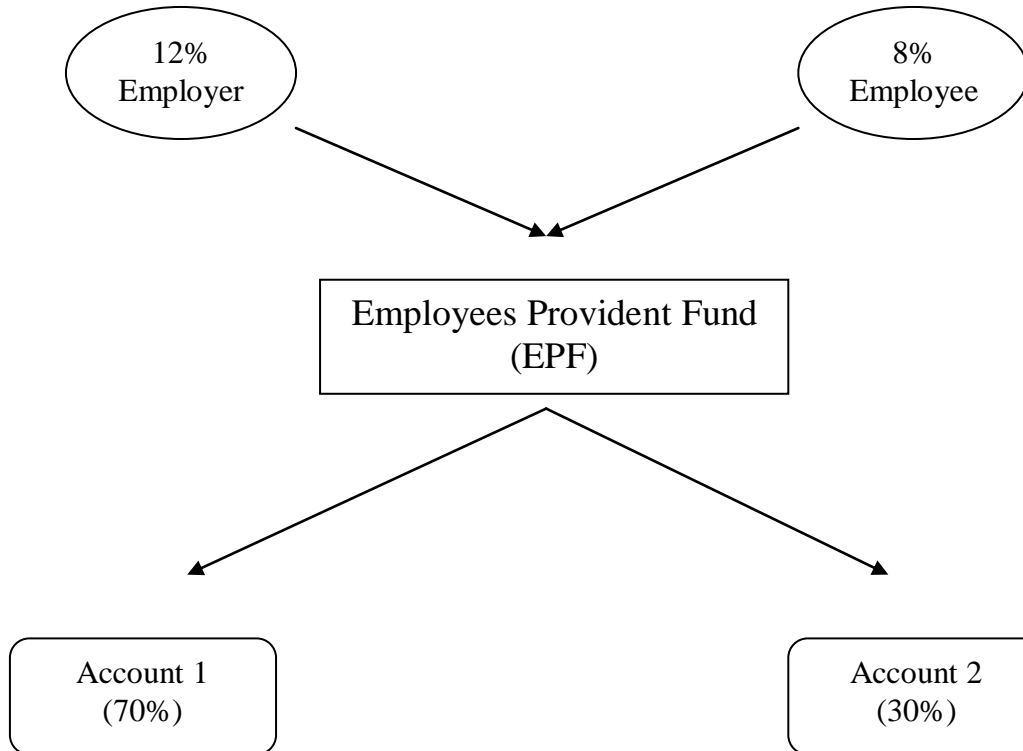 12%
Employer
8%
Employee
Employees Provident Fund
(EPF)
Account 1
(70%)
Account 2
(30%)